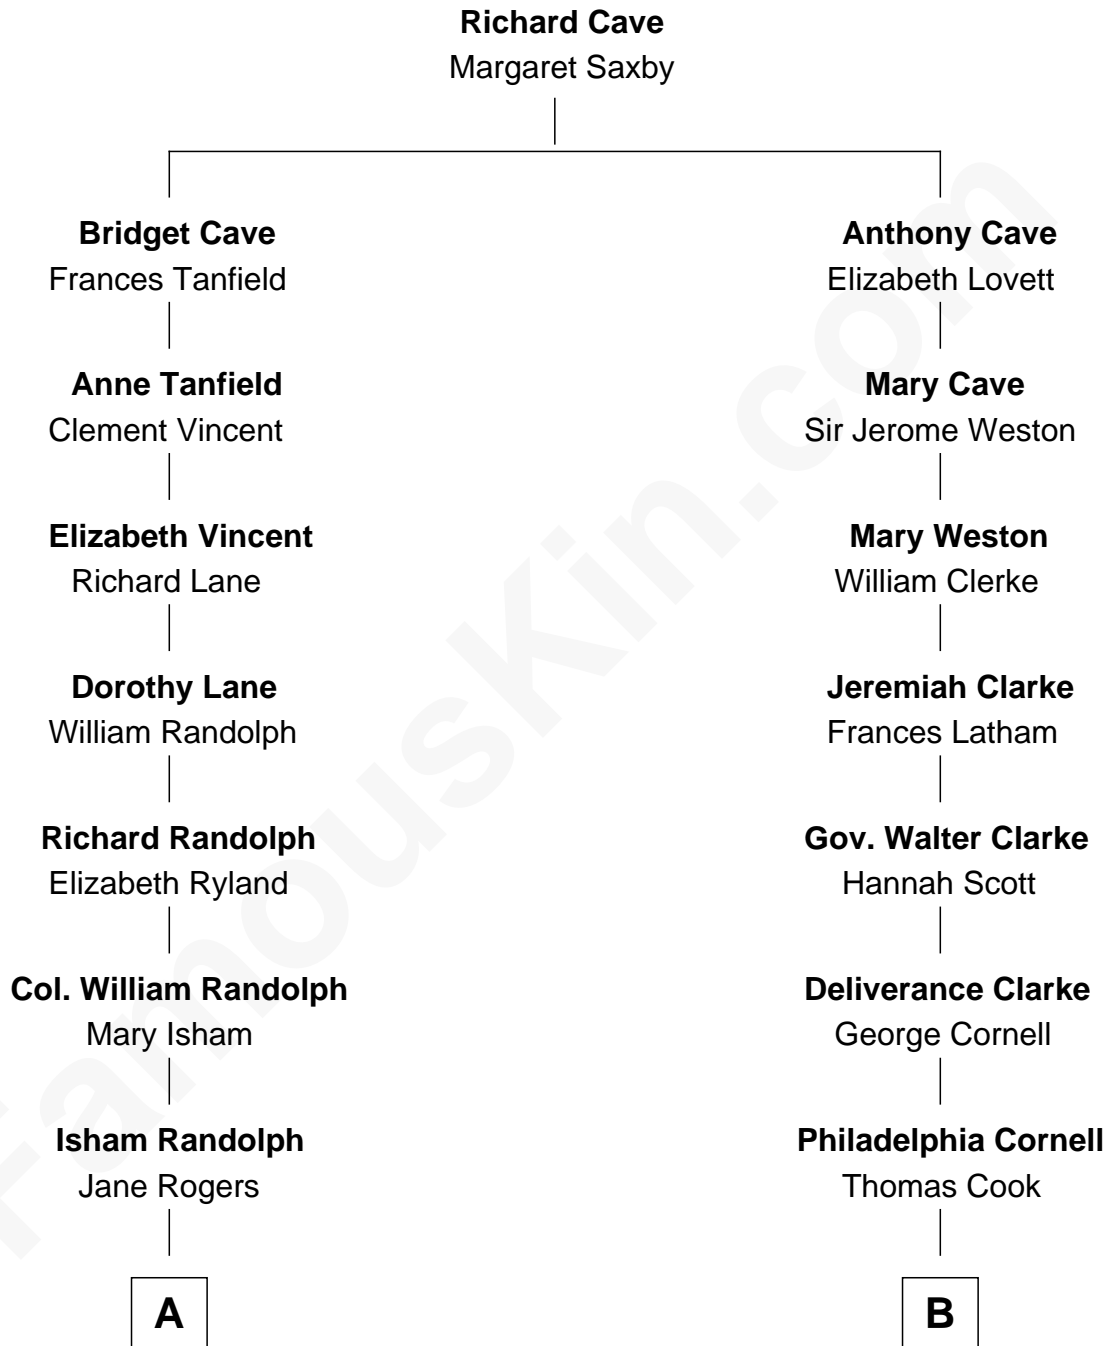 Richard Cave
Margaret Saxby
Bridget Cave
Frances Tanfield
Anthony Cave
Elizabeth Lovett
Anne Tanfield
Clement Vincent
Mary Cave
Sir Jerome Weston
Elizabeth Vincent
Richard Lane
Mary Weston
William Clerke
Dorothy Lane
William Randolph
Jeremiah Clarke
Frances Latham
Richard Randolph
Elizabeth Ryland
Gov. Walter Clarke
Hannah Scott
Col. William Randolph
Mary Isham
Deliverance Clarke
George Cornell
Isham Randolph
Jane Rogers
Philadelphia Cornell
Thomas Cook
A
B
FamousKin.com